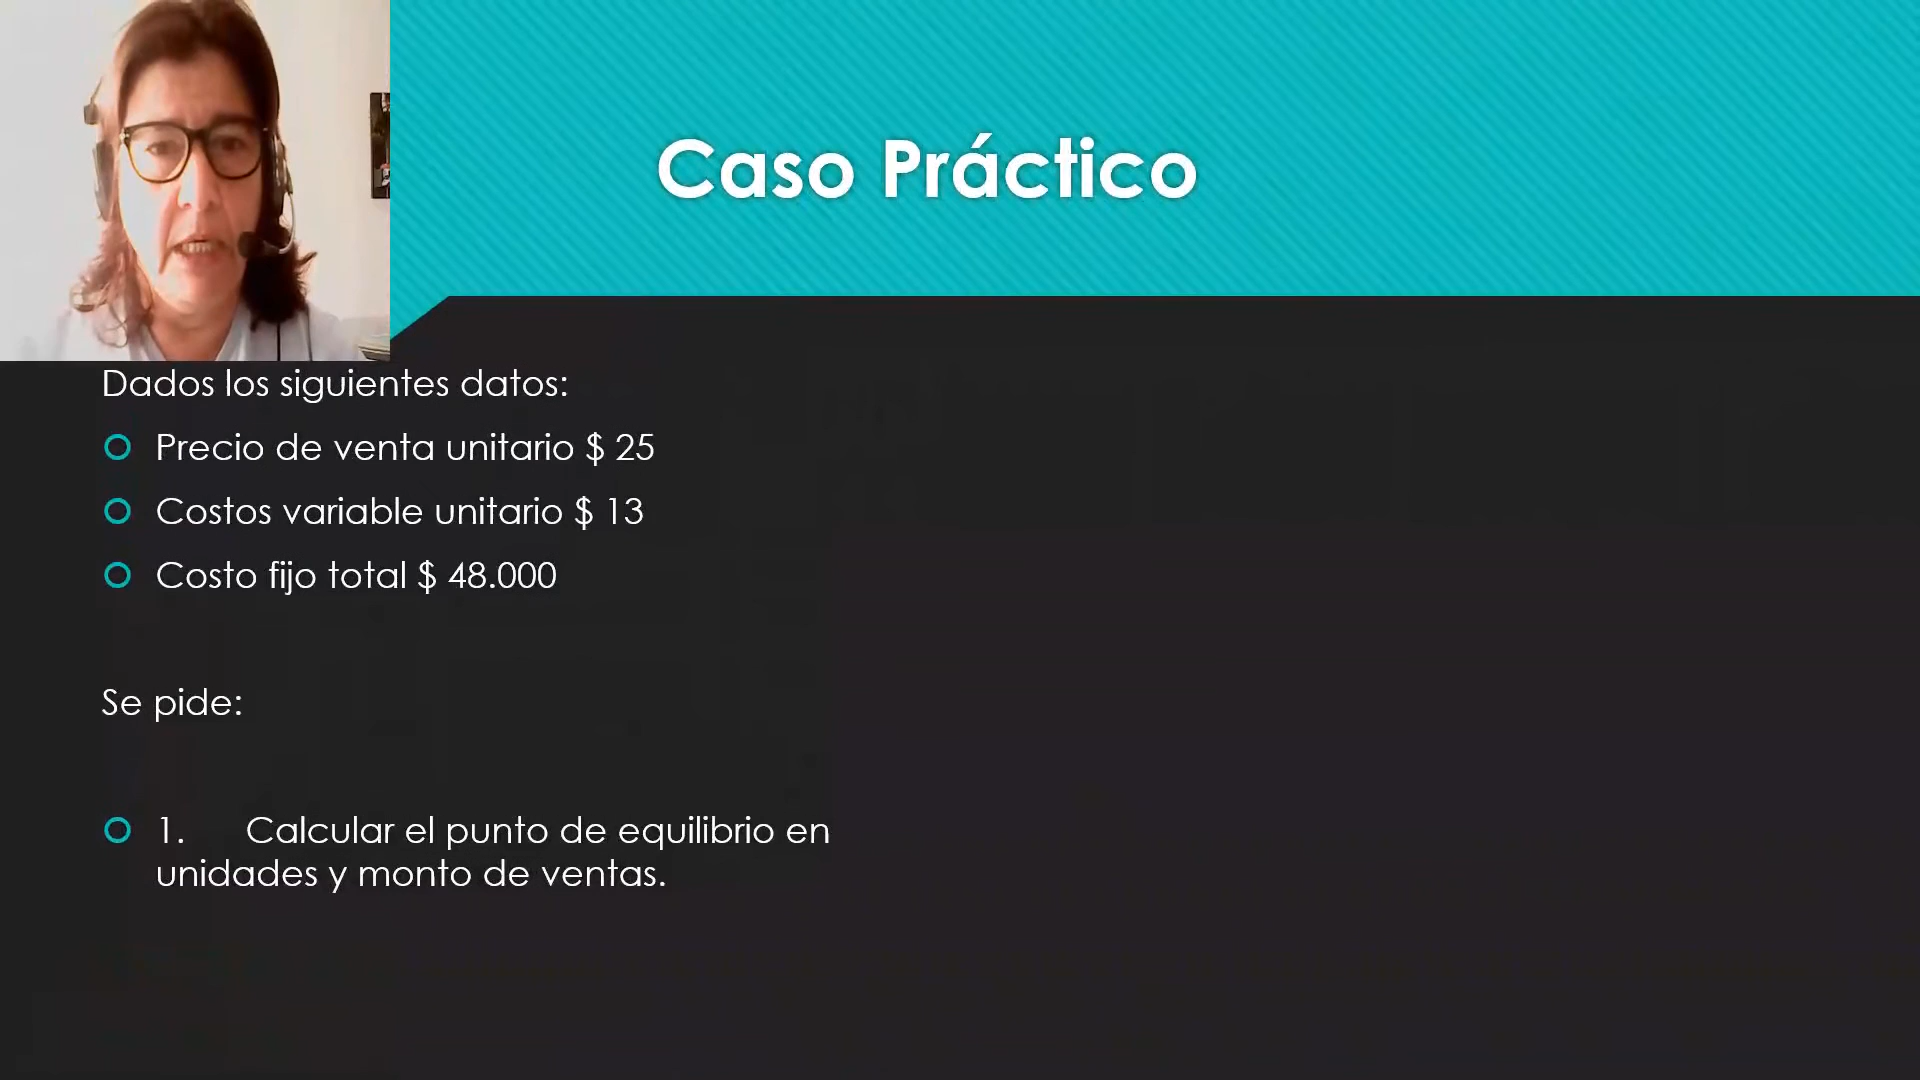 Caso Práctico
Dados los siguientes datos:
Precio de venta unitario $ 25
Costos variable unitario $ 13
Costo fijo total $ 48.000
Se pide:
1. Calcular el punto de equilibrio en
unidades y monto de ventas.